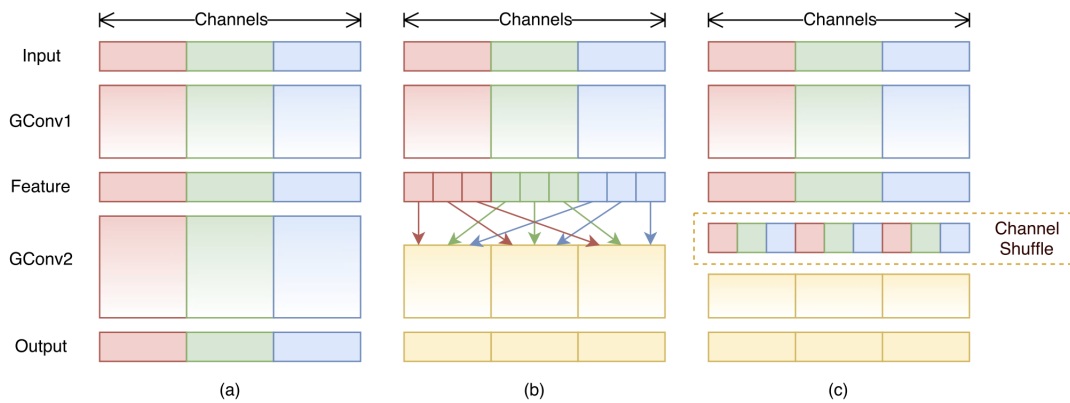 Channels
Channels
Channels
Input
GConv1
Feature
GConv2
Channel
Shuffle
Output
(a)
(b)
(c)